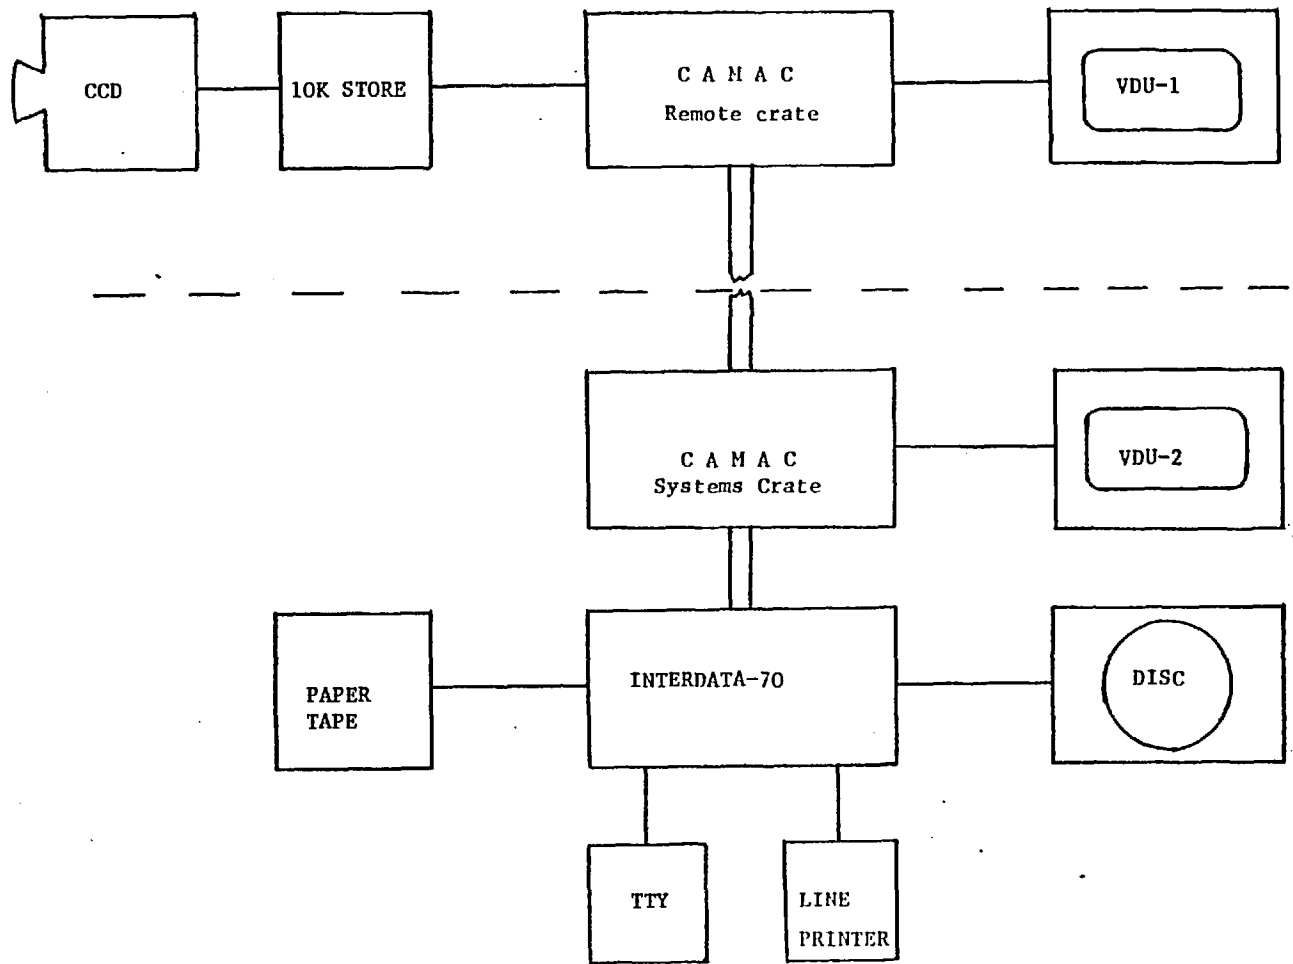 CCD
10K STORE
C A M A C
Remote crate
VDU-1
C A M A C
Systems Crate
VDU-2
PAPER
TAPE
INTERDATA-70
DISC
TTY
LINE
PRINTER